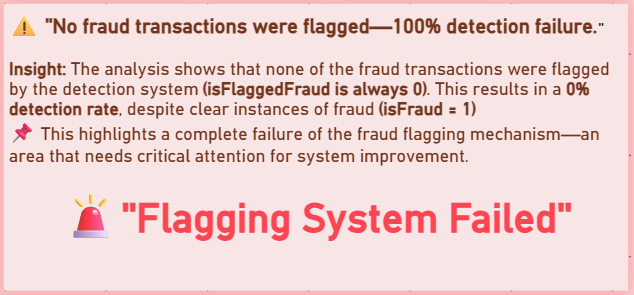 ⚠️ "No fraud transactions were flagged—100% detection failure."
Insight: The analysis shows that none of the fraud transactions were flagged
by the detection system (isFlaggedFraud is always 0). This results in a 0%
detection rate, despite clear instances of fraud (isFraud = 1)
📌 This highlights a complete failure of the fraud flagging mechanism—an
area that needs critical attention for system improvement.
🚨 "Flagging System Failed"